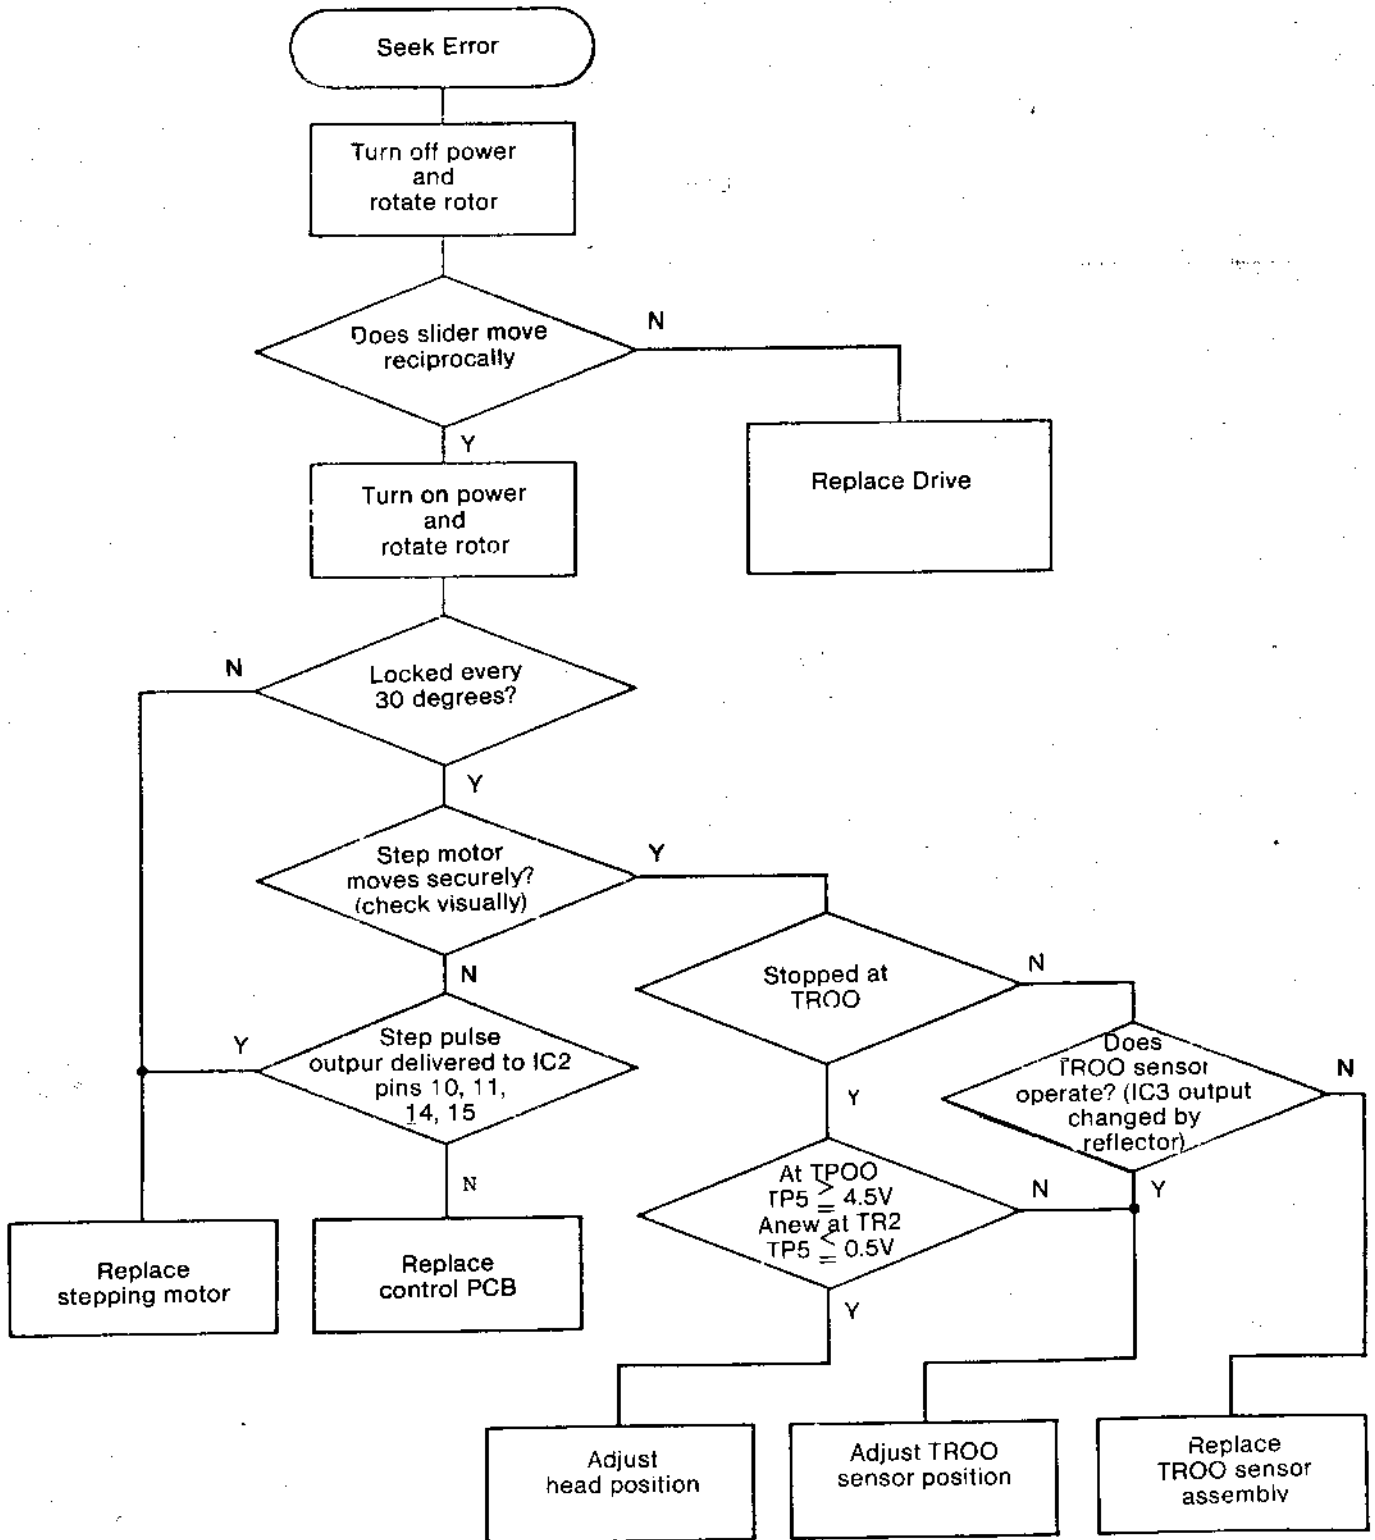 Seek Error
Turn off power
and
rotate rotor
Does slider move
reciprocally
N
Y
Replace Drive
Turn on power
and
rotate rotor
N
Locked every
30 degrees?
Y
Step motor
moves securely?
(check visually)
Y
N
Stopped at
TROO
N
Y
Step pulse
outpur delivered to IC2
pins 10, 11,
14, 15
Y
N
Does
TROO sensor
operate? (IC3 output
changed by
reflector)
N
Y
At TPOO
TP5 ≧ 4.5V
Anew at TR2
TP5 ≦ 0.5V
N
Y
Replace
stepping motor
Replace
control PCB
Adjust
head position
Adjust TROO
sensor position
Replace
TROO sensor
assembly